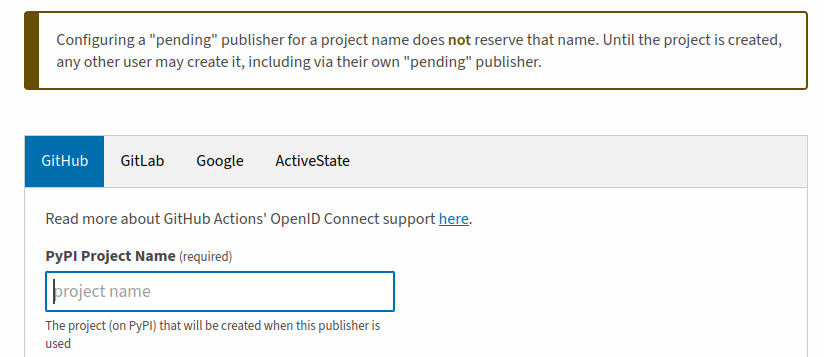 Configuring a "pending" publisher for a project name does not reserve that name. Until the project is created,
any other user may create it, including via their own "pending" publisher.
GitHub GitLab Google ActiveState
Read more about GitHub Actions' OpenID Connect support here.
PyPI Project Name (required)
project name
The project (on PyPI) that will be created when this publisher is
used